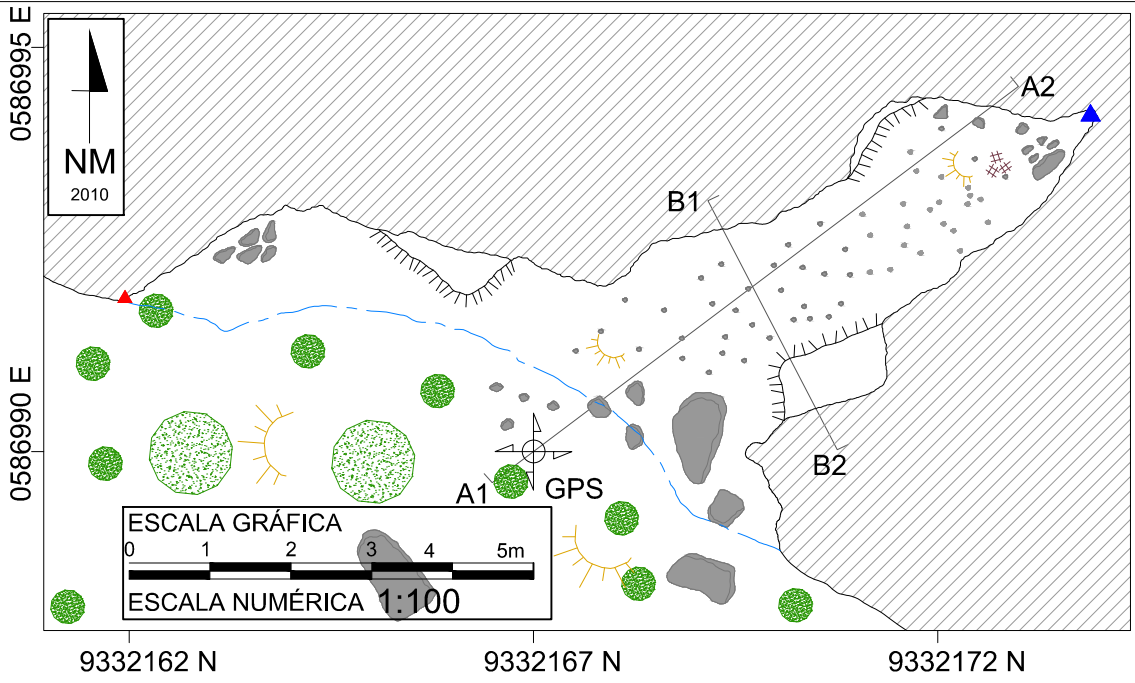 0586995 E
NM
2010
A2
B1
0586990 E
B2
A1
GPS
ESCALA GRÁFICA
0 1 2 3 4 5m
ESCALA NUMÉRICA 1:100
9332162 N 9332167 N 9332172 N